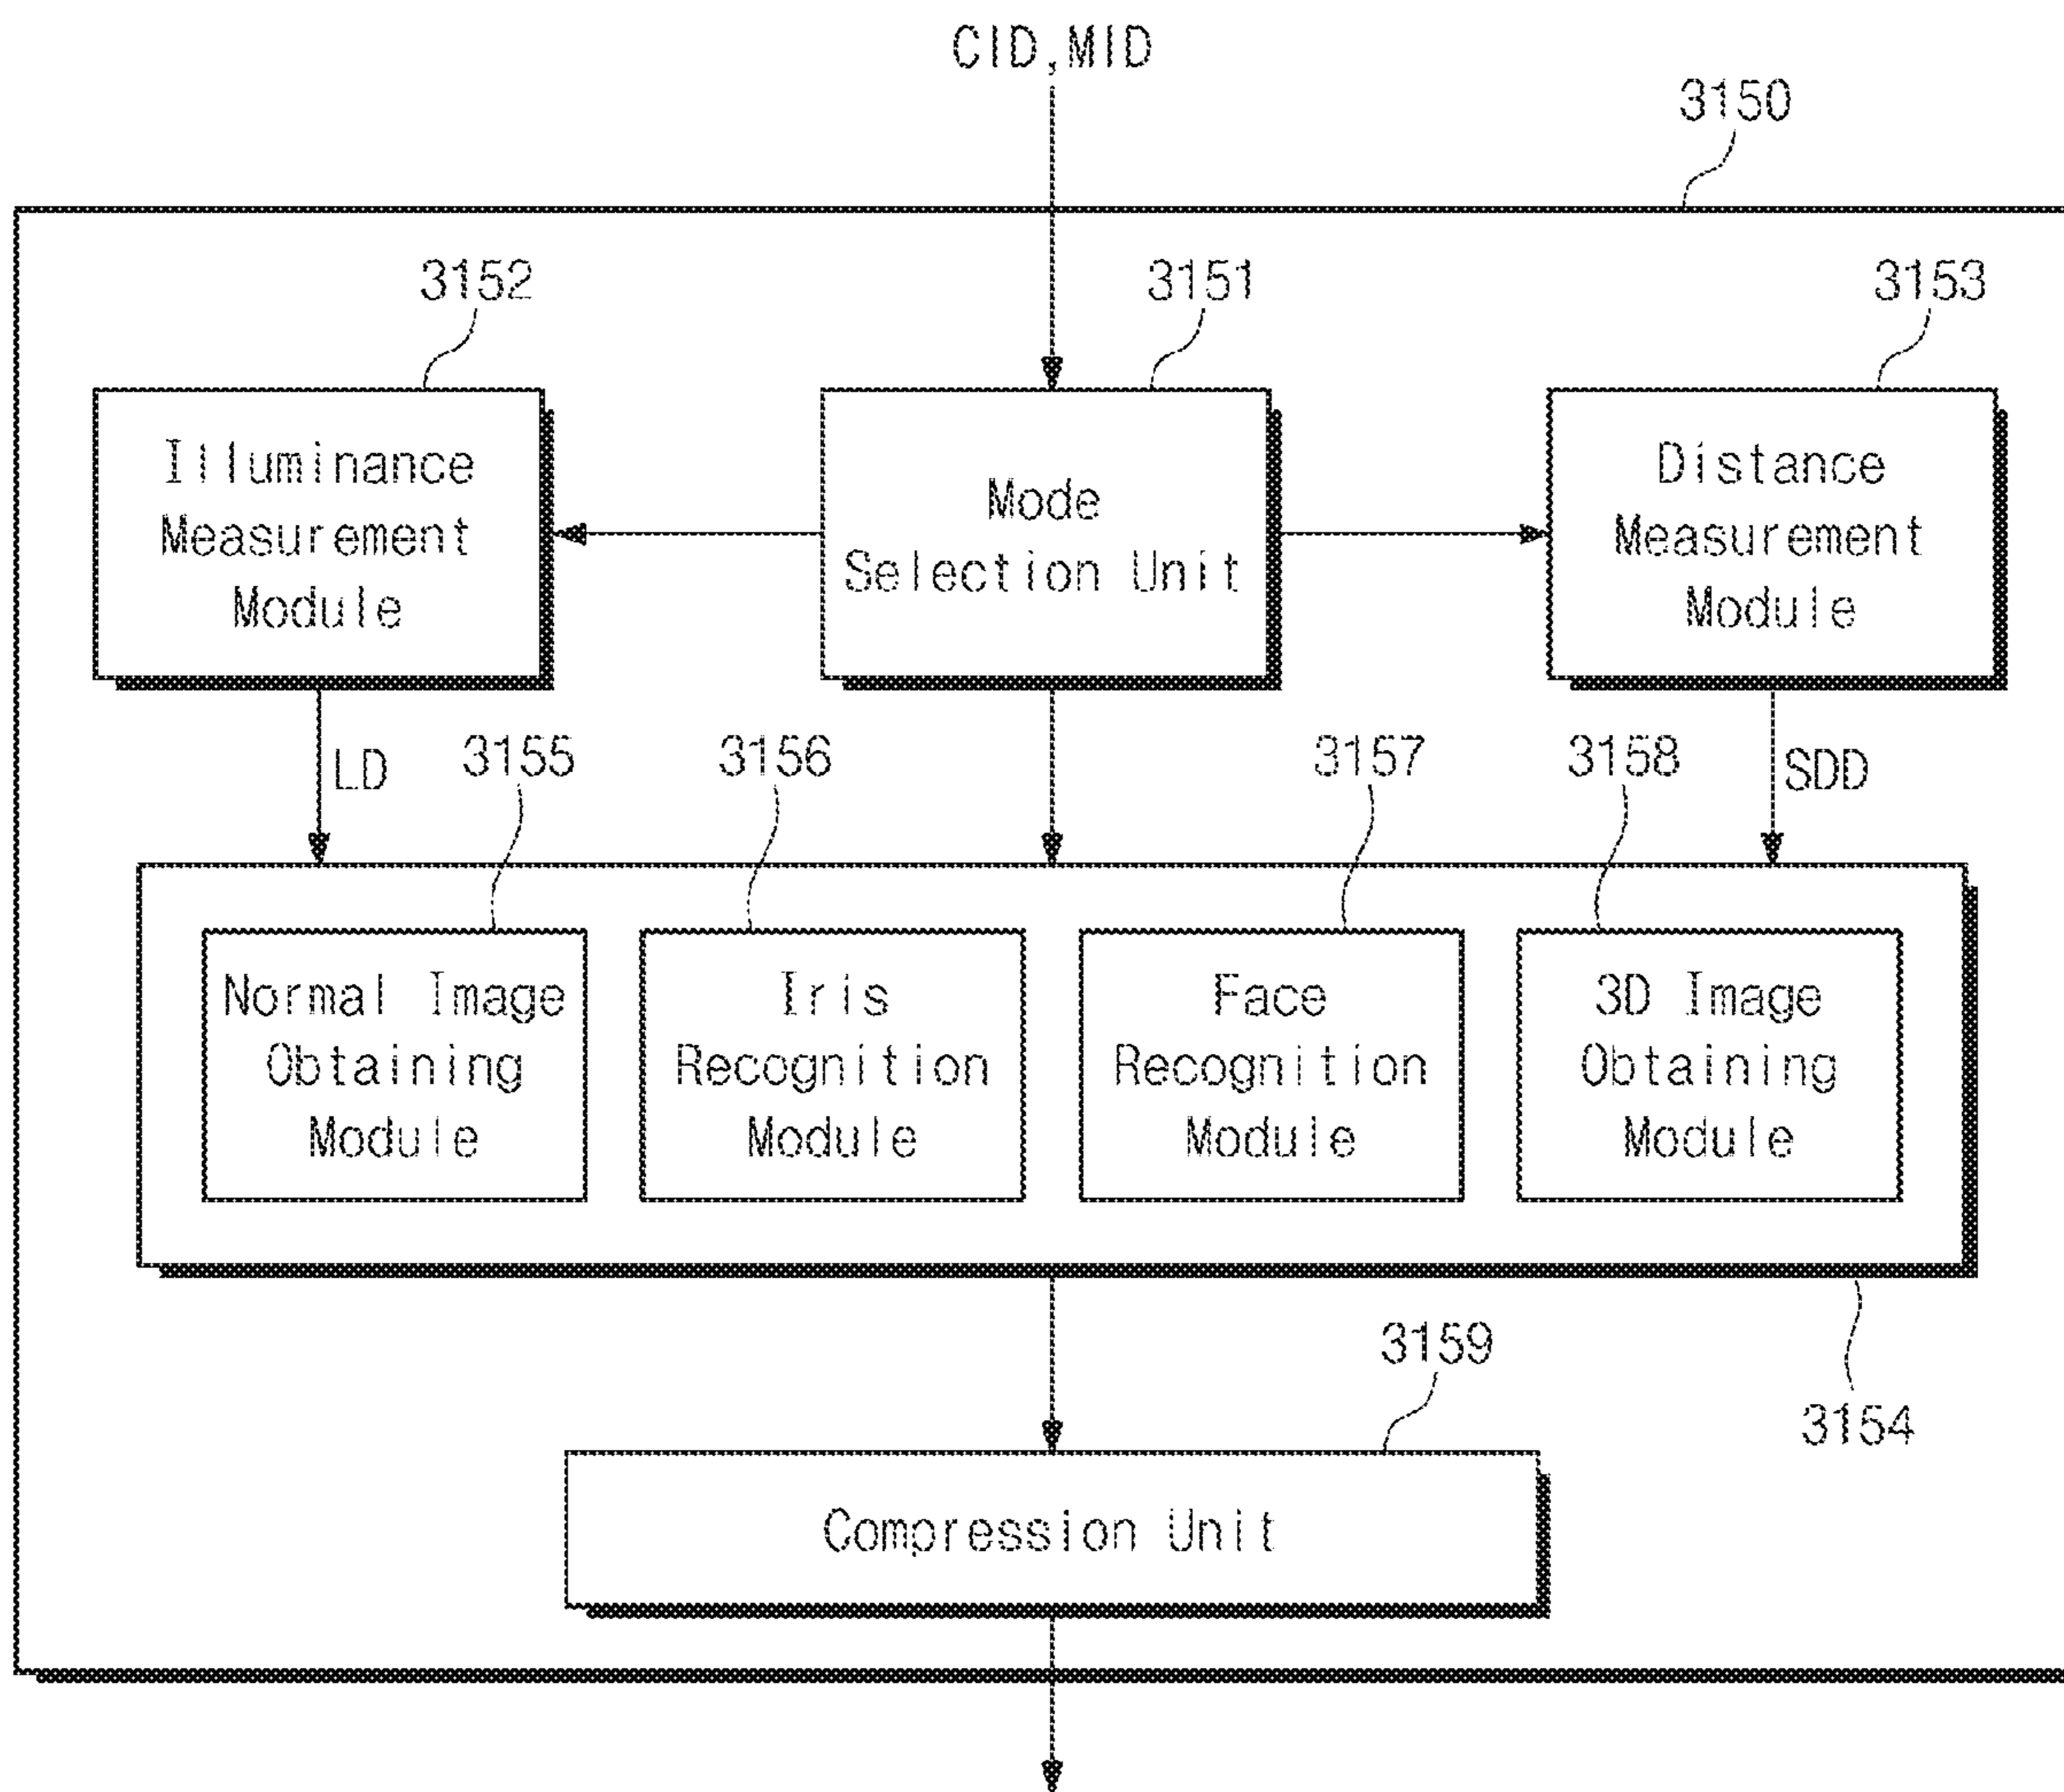 CID,MID
3150
3152
3151
3153
Illuminance
Measurement
Module
Mode
Selection Unit
Distance
Measurement
Module
LD
3155
3156
3157
3158
SDD
Normal Image
Obtaining
Module
Iris
Recognition
Module
Face
Recognition
Module
3D Image
Obtaining
Module
3159
3154
Compression Unit